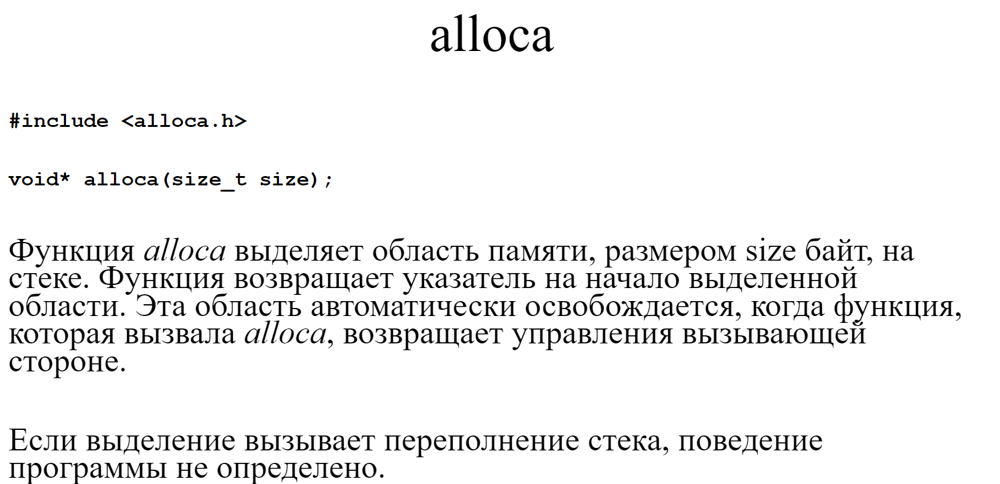 alloca
#include <alloca.h>
void* alloca(size_t size);
Функция alloca выделяет область памяти, размером size байт, на
стеке. Функция возвращает указатель на начало выделенной
области. Эта область автоматически освобождается, когда функция,
которая вызвала alloca, возвращает управления вызывающей
стороне.
Если выделение вызывает переполнение стека, поведение
программы не определено.